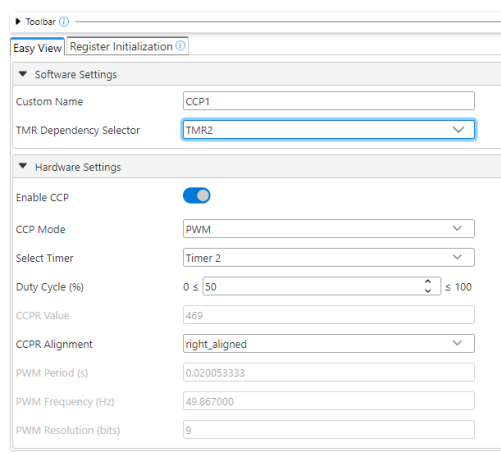 Toolbar
Easy View Register Initialization
Software Settings
Custom Name CCP1
TMR Dependency Selector TMR2
Hardware Settings
Enable CCP
CCP Mode PWM
Select Timer Timer 2
Duty Cycle (%) 0 ≤ 50 ≤ 100
CCPR Value 469
CCPR Alignment right_aligned
PWM Period (s) 0.020053333
PWM Frequency (Hz) 49.867000
PWM Resolution (bits) 9